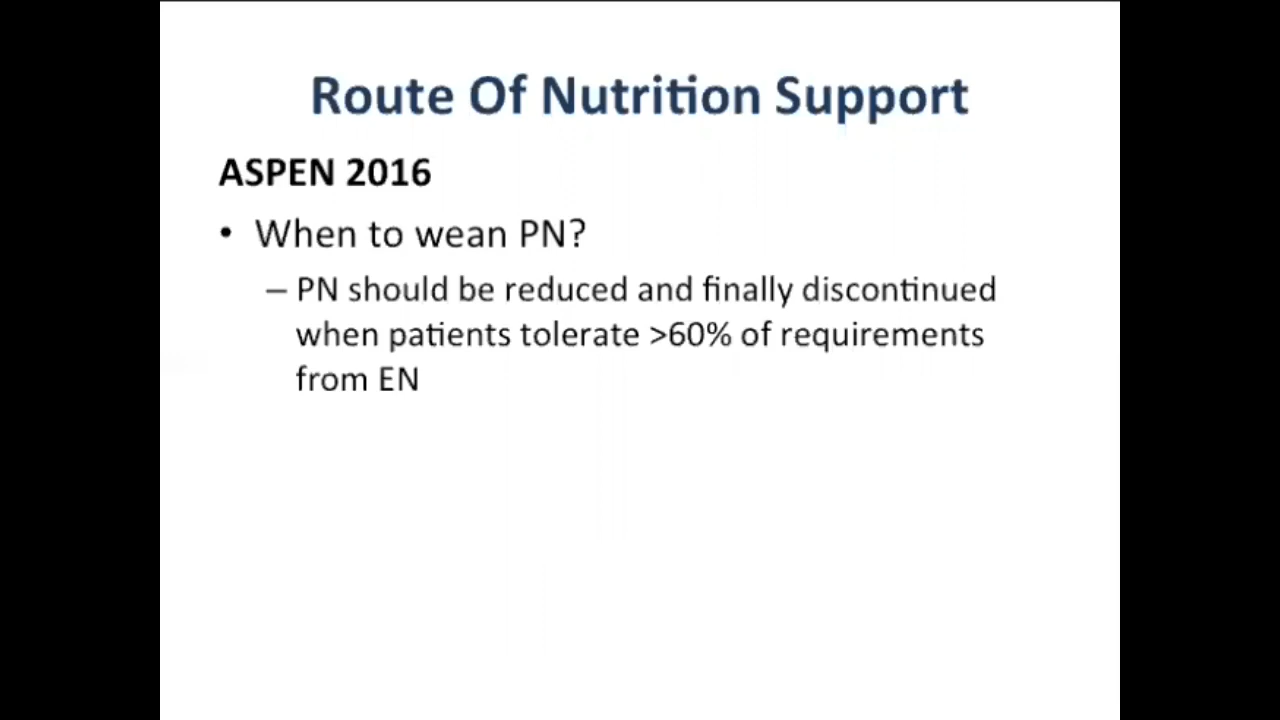 Route Of Nutrition Support
ASPEN 2016
• When to wean PN?
– PN should be reduced and finally discontinued
when patients tolerate >60% of requirements
from EN